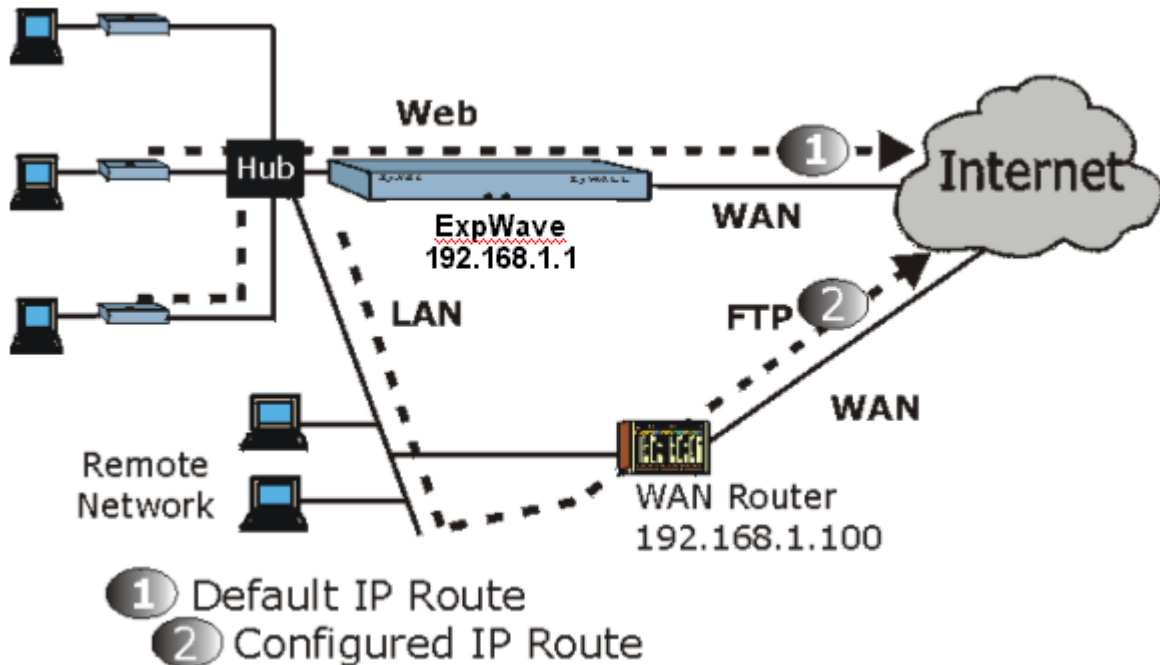 Web
1
Hub
Internet
WAN
ExpWave
192.168.1.1
LAN
FTP
2
WAN
Remote
Network
WAN Router
192.168.1.100
1 Default IP Route
2 Configured IP Route